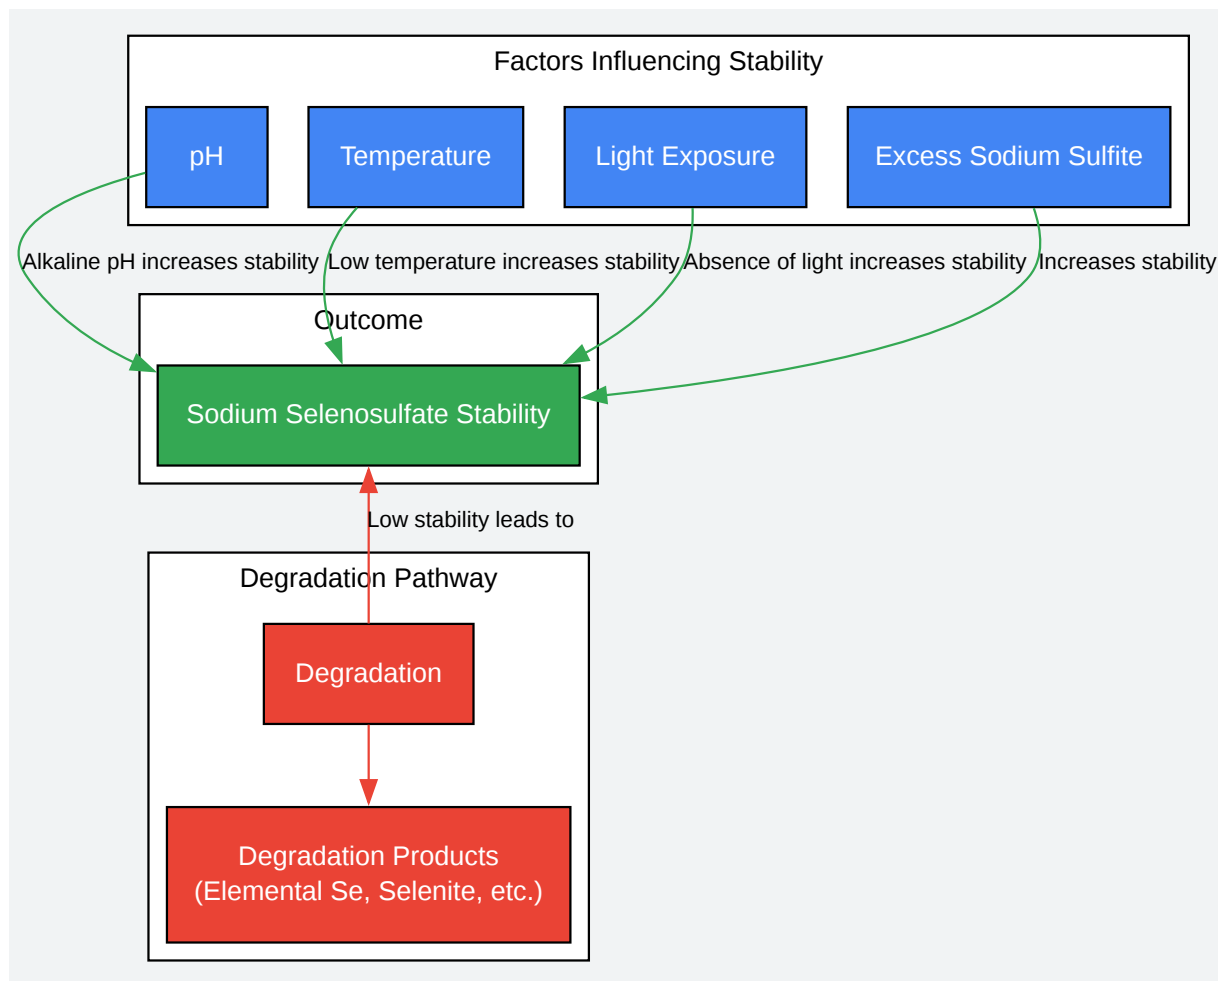 Factors Influencing Stability
pH
Temperature
Light Exposure
Excess Sodium Sulfite
Alkaline pH increases stability
Low temperature increases stability
Absence of light increases stability
Increases stability
Outcome
Sodium Selenosulfate Stability
Low stability leads to
Degradation Pathway
Degradation
Degradation Products
(Elemental Se, Selenite, etc.)